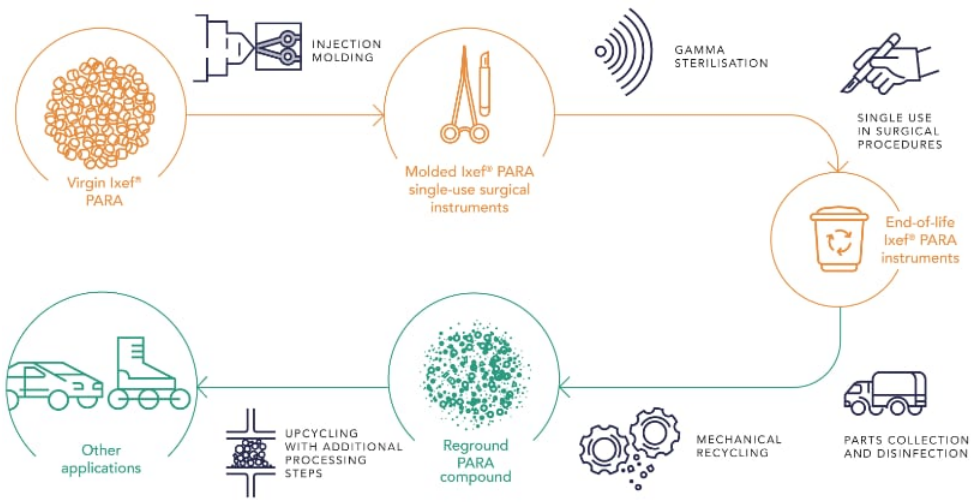 INJECTION
MOLDING
GAMMA
STERILISATION
SINGLE USE
IN SURGICAL
PROCEDURES
Virgin Ixef®
PARA
Molded Ixef® PARA
single-use surgical
instruments
End-of-life
Ixef® PARA
instruments
PARTS COLLECTION
AND DISINFECTION
MECHANICAL
RECYCLING
Reground
PARA
compound
UPCYCLING
WITH ADDITIONAL
PROCESSING
STEPS
Other
applications